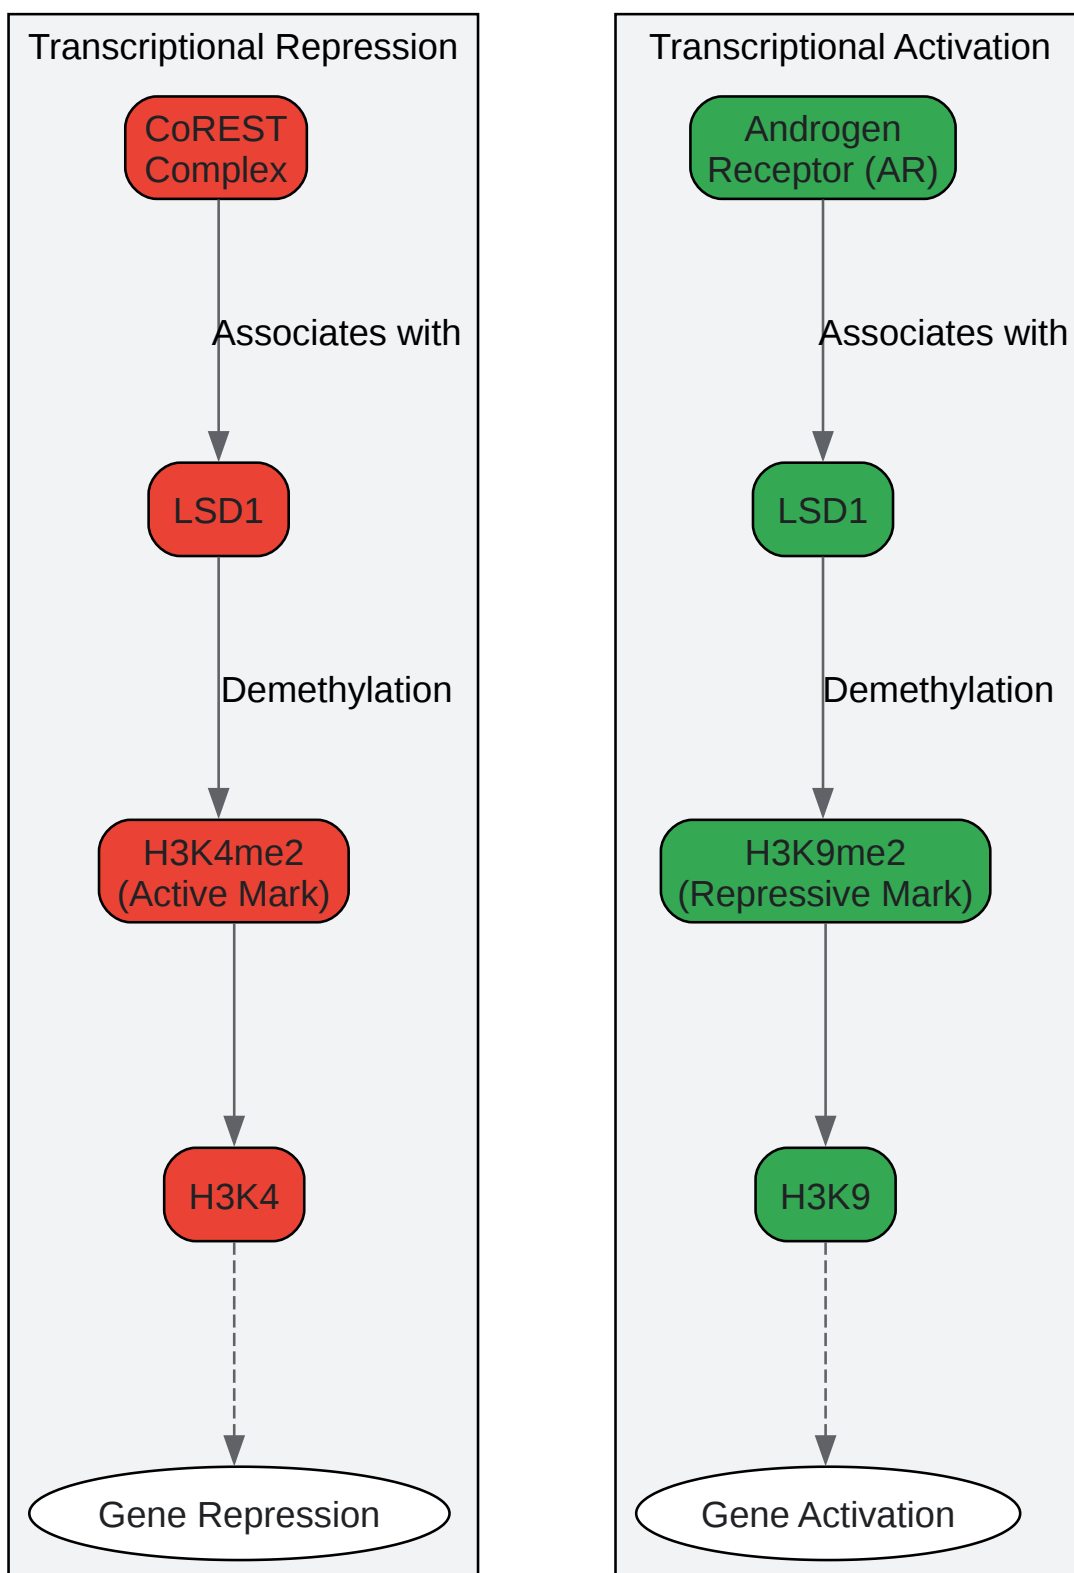 Transcriptional Repression
CoREST
Complex
Associates with
LSD1
Demethylation
H3K4me2
(Active Mark)
H3K4
Gene Repression
Transcriptional Activation
Androgen
Receptor (AR)
Associates with
LSD1
Demethylation
H3K9me2
(Repressive Mark)
H3K9
Gene Activation